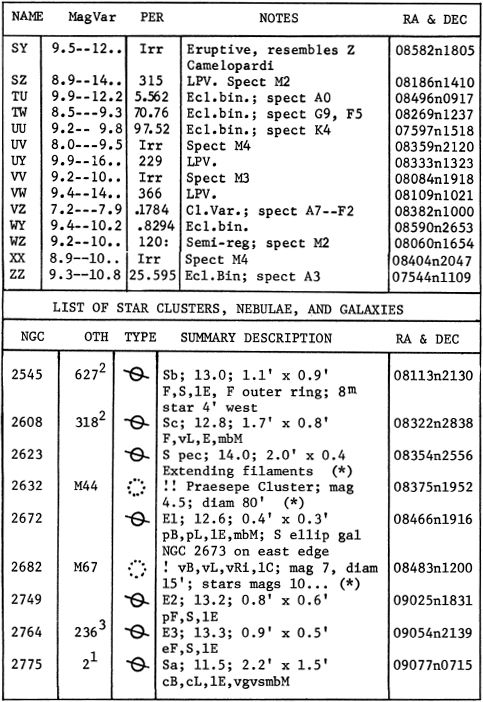 NAME MagVar PER NOTES RA & DEC
SY 9.5--12.. Irr Eruptive, resembles Z 08582n1805
Camelopardi
SZ 8.9--14.. 315 LPV. Spect M2 08186n1410
TU 9.9--12.2 5.562 Ecl.bin.; spect A0 08496n0917
TW 8.5---9.3 70.76 Ecl.bin.; spect G9, F5 08269n1237
UU 9.2-- 9.8 97.52 Ecl.bin.; spect K4 07597n1518
UV 8.0---9.5 Irr Spect M4 08359n2120
UY 9.9--16.. 229 LPV. 08333n1323
VV 9.2--10.. Irr Spect M3 08084n1918
VW 9.4--14.. 366 LPV. 08109n1021
VZ 7.2---7.9 .1784 Cl.Var.; spect A7--F2 08382n1000
WY 9.4--10.2 .8294 Ecl.bin. 08590n2653
WZ 9.2--10.. 120: Semi-reg; spect M2 08060n1654
XX 8.9--10.. Irr Spect M4 08404n2047
ZZ 9.3--10.8 25.595 Ecl.Bin; spect A3 07544n1109
LIST OF STAR CLUSTERS, NEBULAE, AND GALAXIES
NGC OTH TYPE SUMMARY DESCRIPTION RA & DEC
2545 627² Sb; 13.0; 1.1' x 0.9' 08113n2130
F,S,1E, F outer ring; 8ᵐ
star 4' west
2608 318² Sc; 12.8; 1.7' x 0.8' 08322n2838
F,vL,E,mbM
2623 S pec; 14.0; 2.0' x 0.4 08354n2556
Extending filaments (*)
2632 M44 !! Praesepe Cluster; mag 08375n1952
4.5; diam 80' (*)
2672 E1; 12.6; 0.4' x 0.3' 08466n1916
pB,pL,1E,mbM; S ellip gal
NGC 2673 on east edge
2682 M67 ! vB,vL,vRi,1C; mag 7, diam 08483n1200
15'; stars mags 10... (*)
2749 E2; 13.2; 0.8' x 0.6' 09025n1831
pF,S,1E
2764 236³ E3; 13.3; 0.9' x 0.5' 09054n2139
eF,S,1E
2775 2¹ Sa; 11.5; 2.2' x 1.5' 09077n0715
cB,cL,1E,vgvsmbM